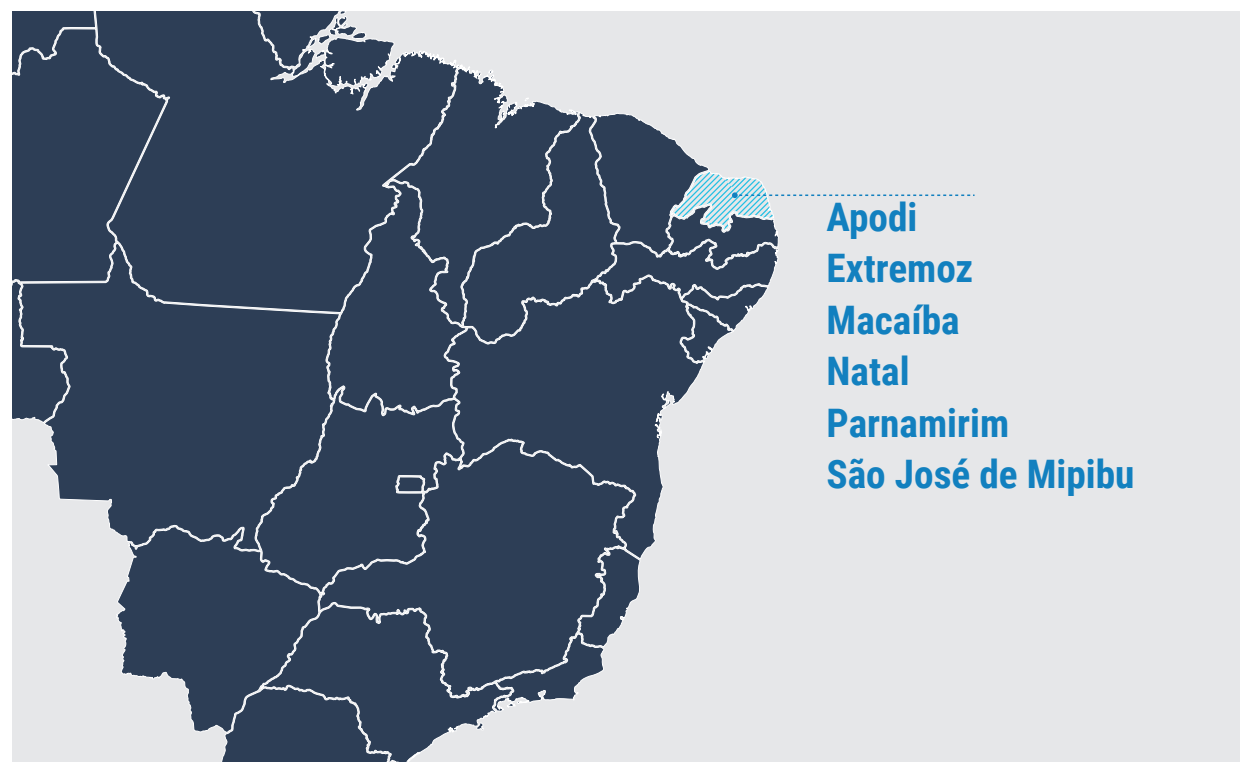 Apodi
Extremoz
Macaíba
Natal
Parnamirim
São José de Mipibu